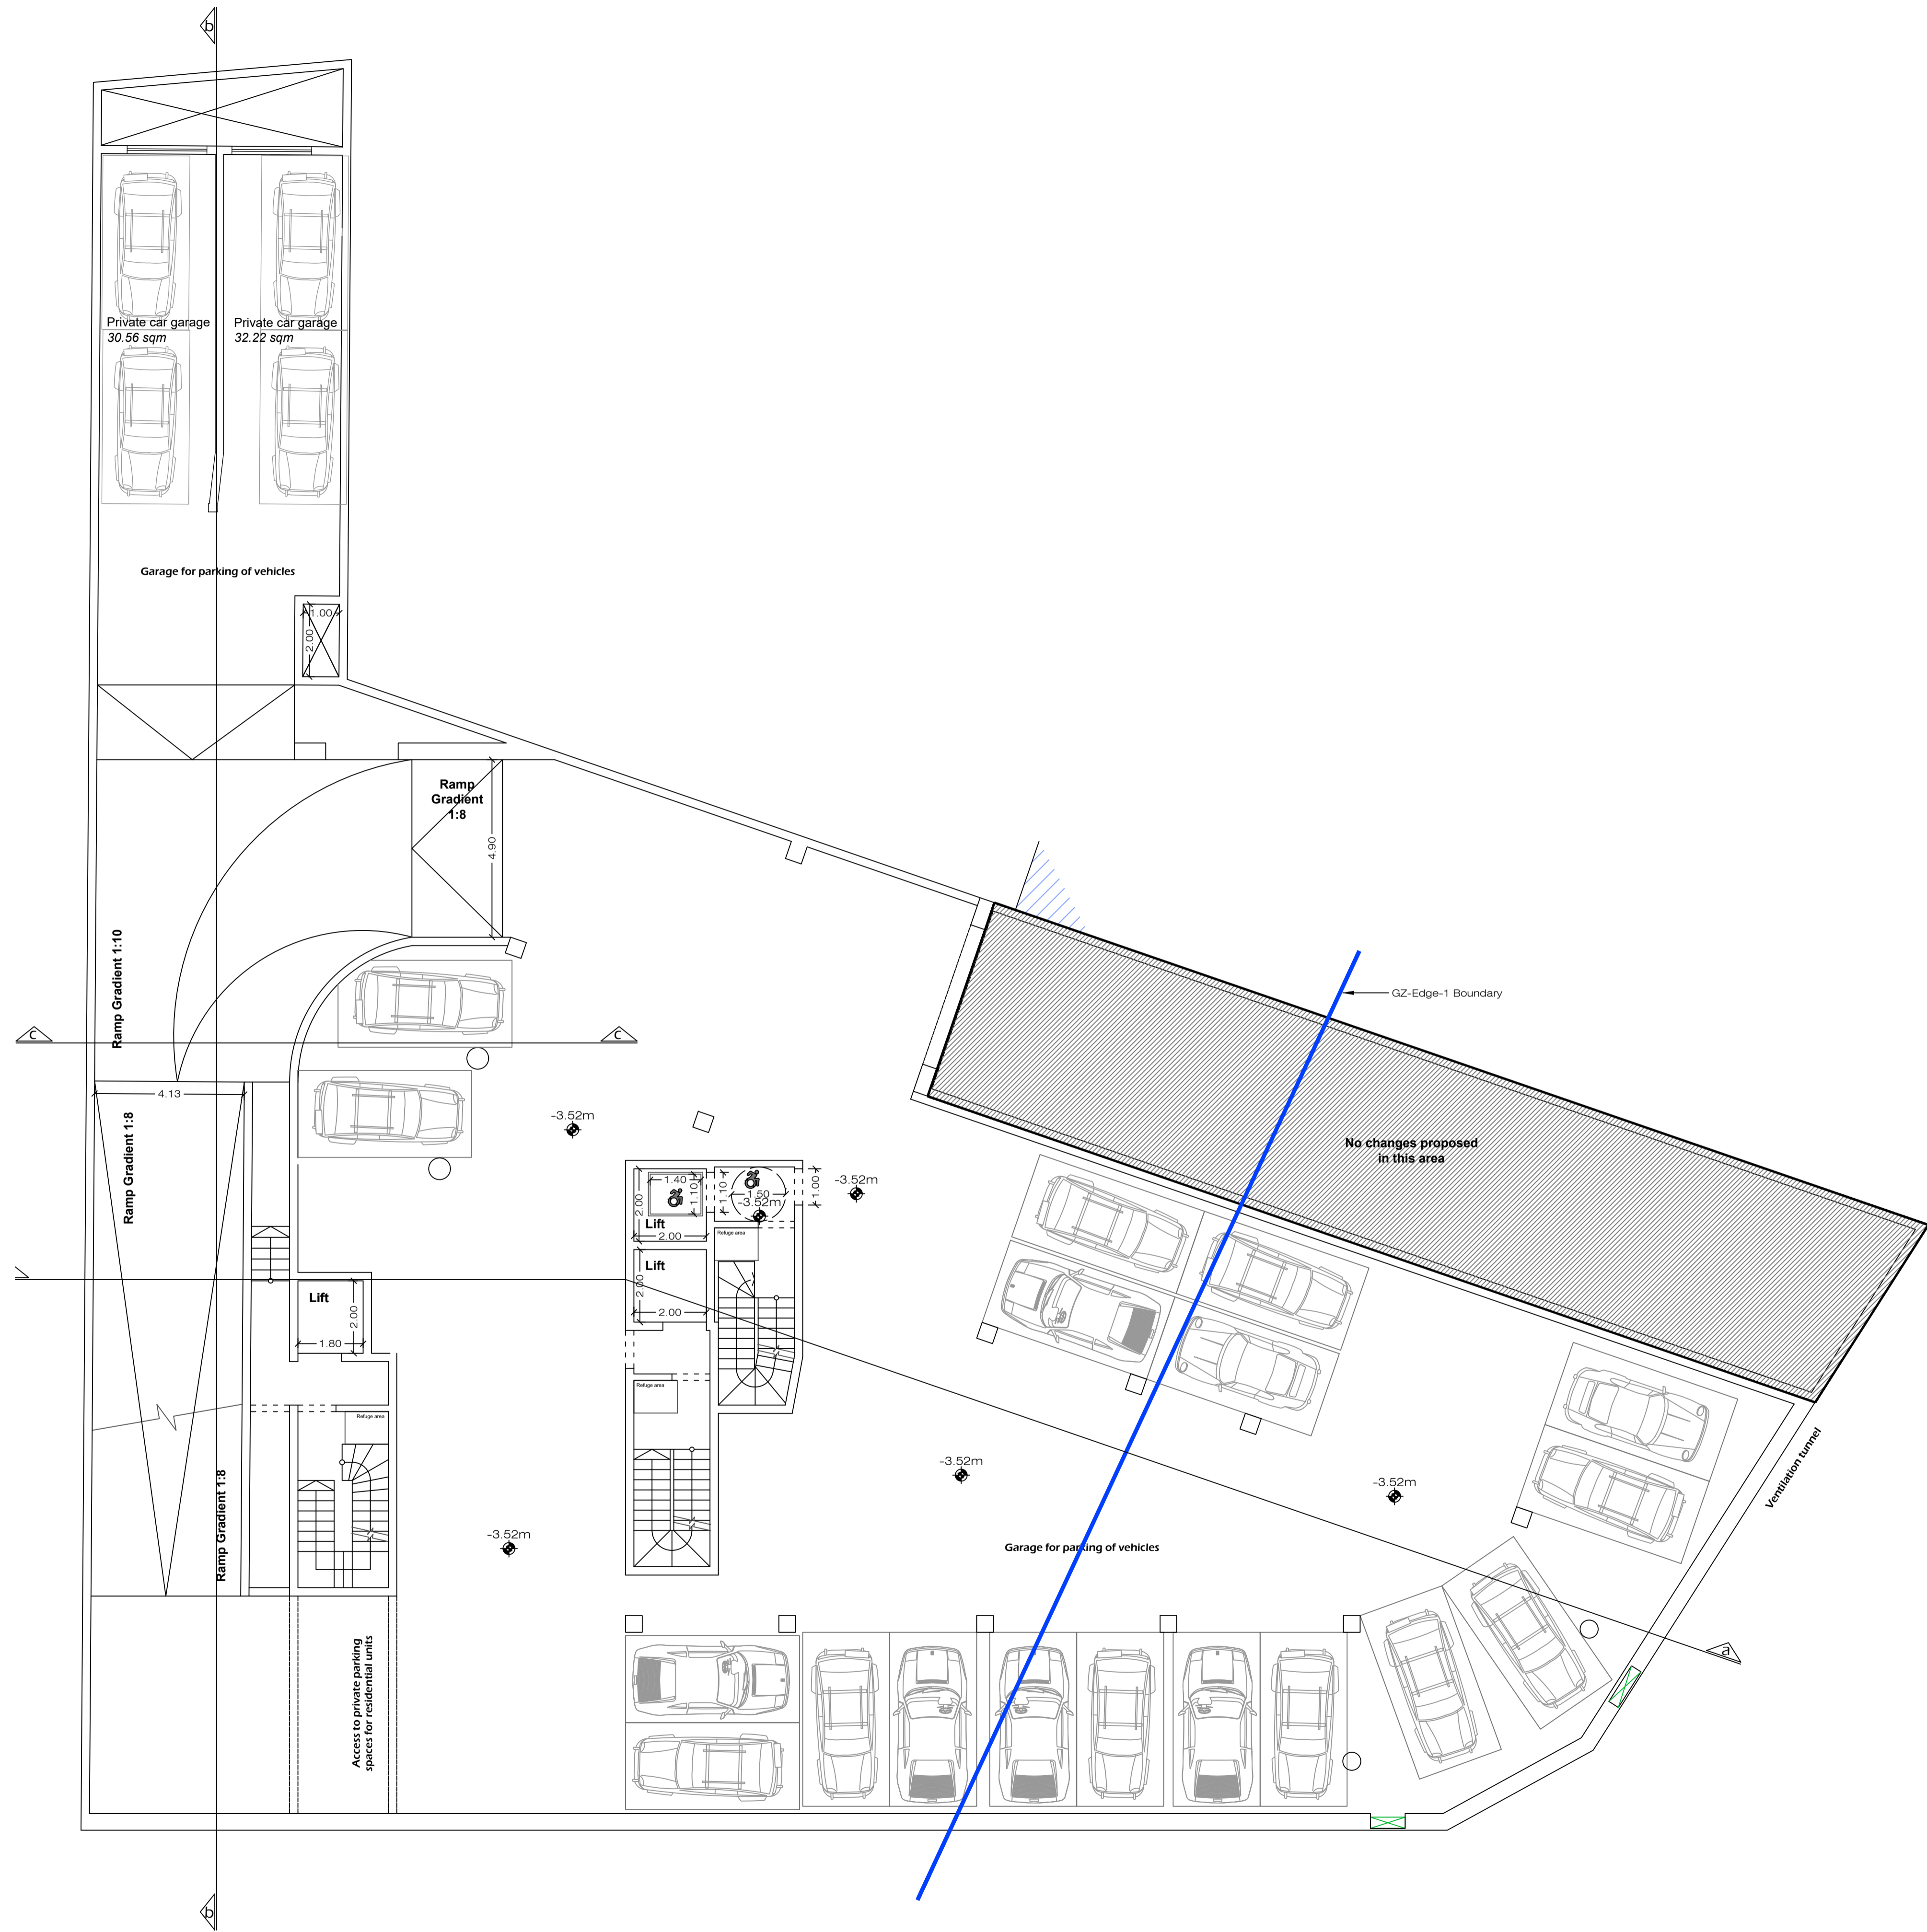 b
Private car garage
30.56 sqm
Private car garage
32.22 sqm
Garage for parking of vehicles
1.00
2.00
Ramp
Gradient
1:8
4.90
Ramp Gradient 1:10
GZ-Edge-1 Boundary
c
c
4.13
Ramp Gradient 1:8
-3.52m
No changes proposed
in this area
1.40
1.10
1.10
1.50
1.00
-3.52m
-3.52m
2.00
Lift
2.00
Refuge area
Lift
2.00
2.00
Lift
2.00
1.80
Refuge area
Refuge area
Ramp Gradient 1:8
-3.52m
-3.52m
-3.52m
Ventilation tunnel
Garage for parking of vehicles
Access to private parking
spaces for residential units
a
b